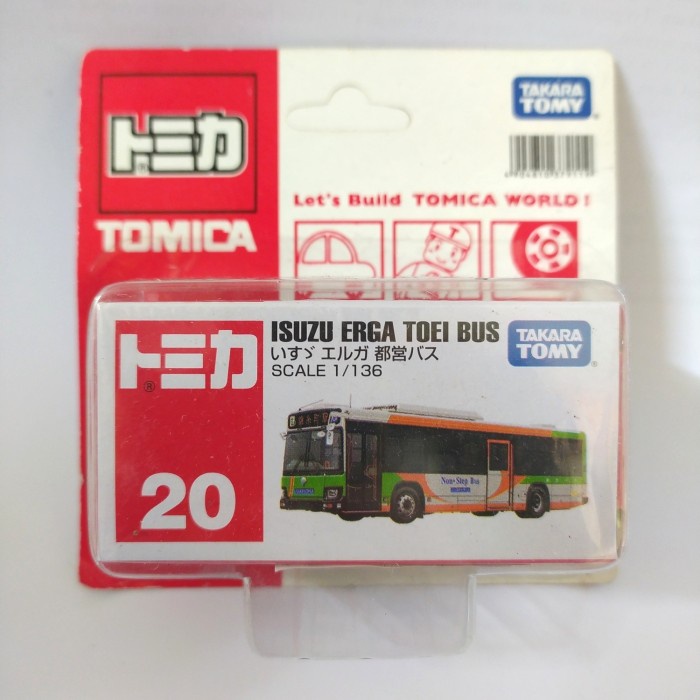 トミカ
TOMICA
TAKARA TOMY
Let's Build TOMICA WORLD!
トミカ®
20
ISUZU ERGA TOEI BUS
いすゞ エルガ 都営バス
SCALE 1/136
TAKARA TOMY
Non-Step Bus